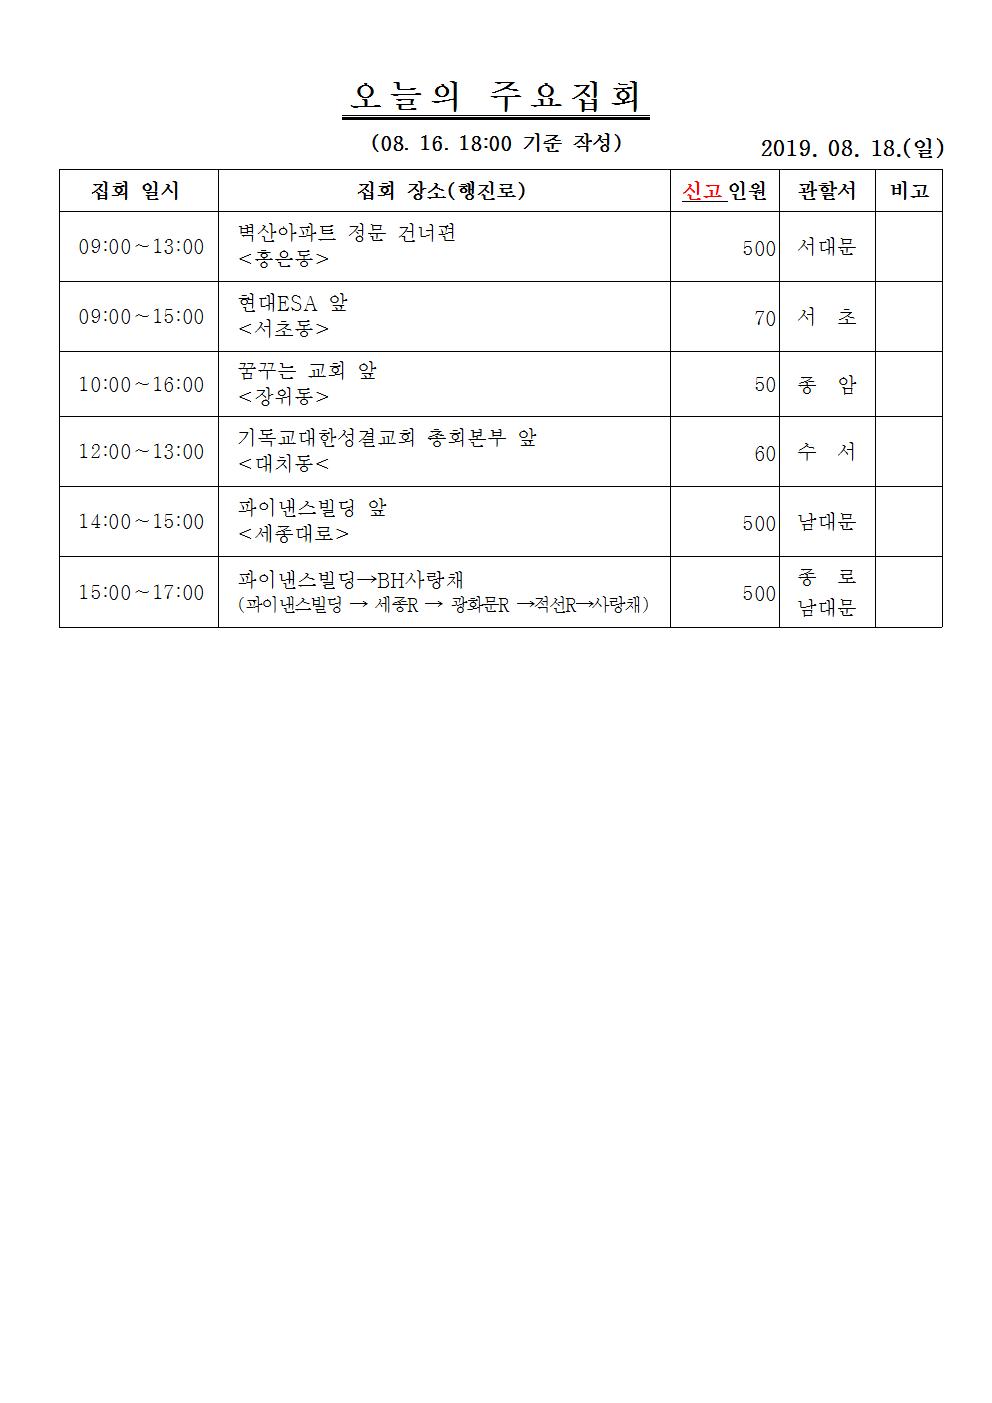 오늘의 주요집회
(08. 16. 18:00 기준 작성)
2019. 08. 18.(일)
집회 일시 집회 장소(행진로) 신고인원 관할서 비고
09:00~13:00 벽산아파트 정문 건너편
<홍은동> 500 서대문
09:00~15:00 현대ESA 앞
<서초동> 70 서 초
10:00~16:00 꿈꾸는 교회 앞
<장위동> 50 종 암
12:00~13:00 기독교대한성결교회 총회본부 앞
<대치동< 60 수 서
14:00~15:00 파이낸스빌딩 앞
<세종대로> 500 남대문
15:00~17:00 파이낸스빌딩→BH사랑채
(파이낸스빌딩 → 세종R → 광화문R →적선R→사랑채) 500 종 로
남대문